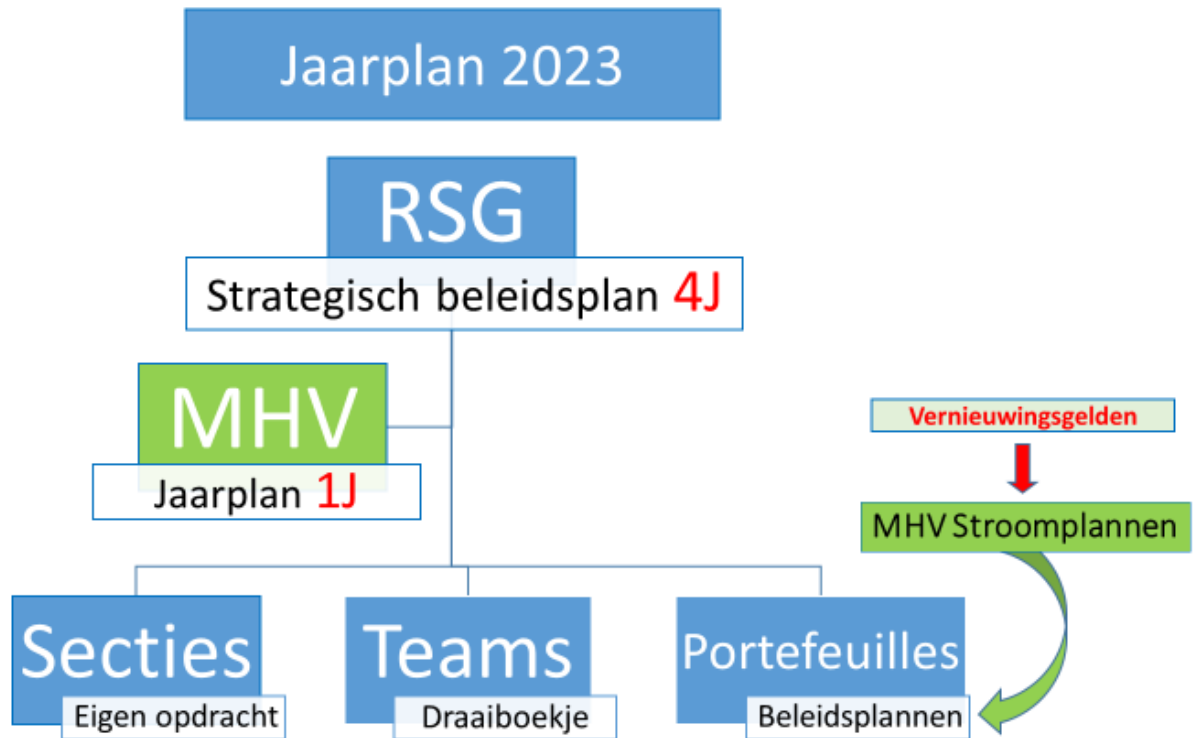 Jaarplan 2023
RSG
Strategisch beleidsplan 4J
MHV
Jaarplan 1J
Vernieuwingsgelden
MHV Stroomplannen
Secties
Eigen opdracht
Teams
Draaiboekje
Portefeuilles
Beleidsplannen